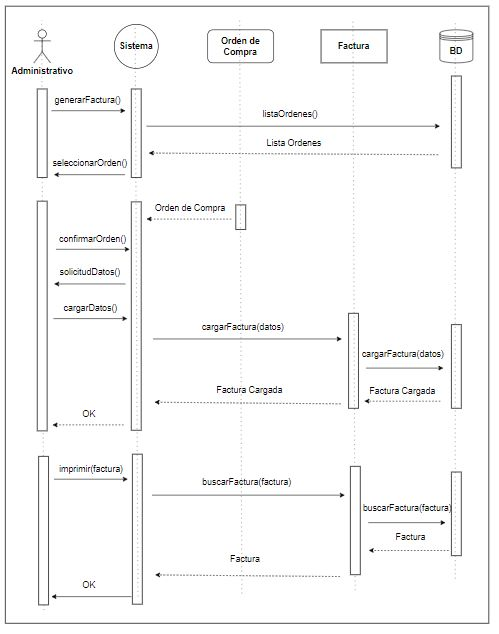 Administrativo
Sistema
Orden de
Compra
Factura
BD
generarFactura()
listaOrdenes()
Lista Ordenes
seleccionarOrden()
Orden de Compra
confirmarOrden()
solicitudDatos()
cargarDatos()
cargarFactura(datos)
cargarFactura(datos)
Factura Cargada
Factura Cargada
OK
imprimir(factura)
buscarFactura(factura)
buscarFactura(factura)
Factura
Factura
OK